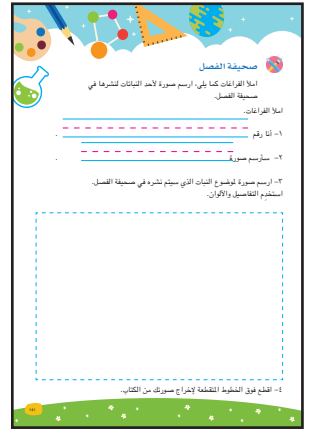 صحيفة الفصل
املأ الفراغات كما يلي، ارسم صورة لأحد النباتات لننشرها في
صحيفة الفصل.
املأ الفراغات.
١- أنا رقم .
٢- سأرسم صورة .
٣- ارسم صورة لموضوع النبات الذي سيتم نشره في صحيفة الفصل.
استخدم التفاصيل والألوان.
٤- اقطع فوق الخطوط المتقطعة لإخراج صورتك من الكتاب.